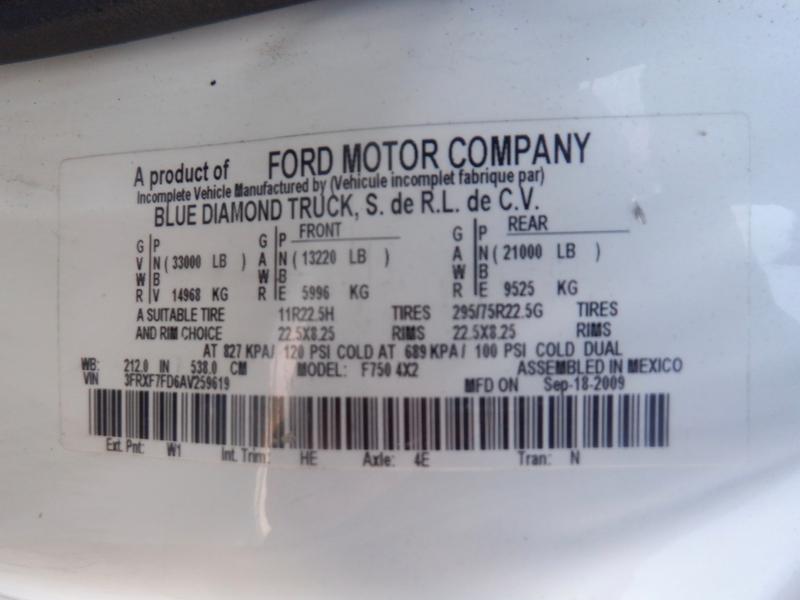 A product of FORD MOTOR COMPANY
Incomplete Vehicle Manufactured by (Vehicule incomplet fabrique par)
BLUE DIAMOND TRUCK, S. de R.L. de C.V.
FRONT REAR
G P G P G P
V N ( 33000 LB ) A N ( 13220 LB ) A N ( 21000 LB )
W B W B W B
R V 14968 KG R E 5996 KG R E 9525 KG
A SUITABLE TIRE 11R22.5H TIRES 295/75R22.5G TIRES
AND RIM CHOICE 22.5X8.25 RIMS 22.5X8.25 RIMS
AT 827 KPA/ 120 PSI COLD AT 689 KPA/ 100 PSI COLD DUAL
WB: 212.0 IN 538.0 CM MODEL: F750 4X2 ASSEMBLED IN MEXICO
VIN 3FRXF7FD6AV259619 MFD ON Sep-18-2009
Ext. Pnt: W1 Int. Trim: HE Axle: 4E Tran: N